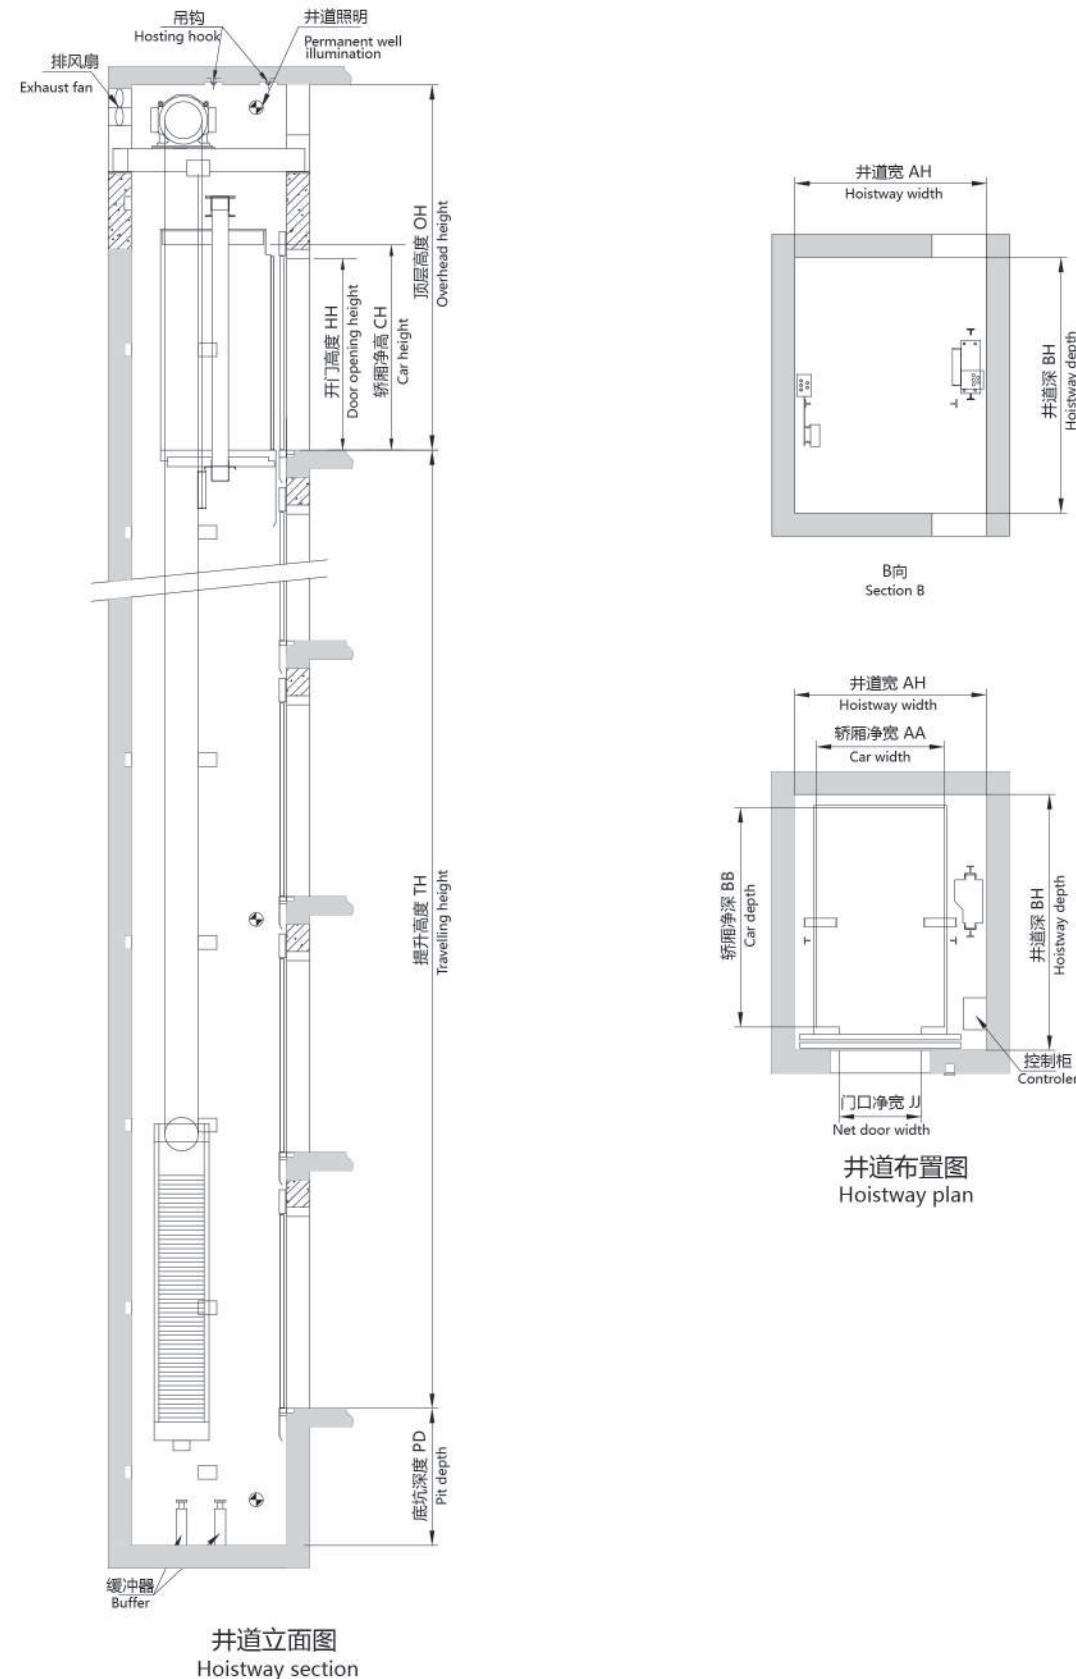 吊钩
Hosting hook
井道照明
Permanent well
illumination
排风扇
Exhaust fan
顶层高度 OH
Overhead height
开门高度 HH
Door opening height
轿厢净高 CH
Car height
提升高度 TH
Travelling height
底坑深度 PD
Pit depth
缓冲器
Buffer
井道立面图
Hoistway section
井道宽 AH
Hoistway width
井道深 BH
Hoistway depth
B向
Section B
井道宽 AH
Hoistway width
轿厢净宽 AA
Car width
轿厢净深 BB
Car depth
井道深 BH
Hoistway depth
控制柜
Controler
门口净宽 JJ
Net door width
井道布置图
Hoistway plan